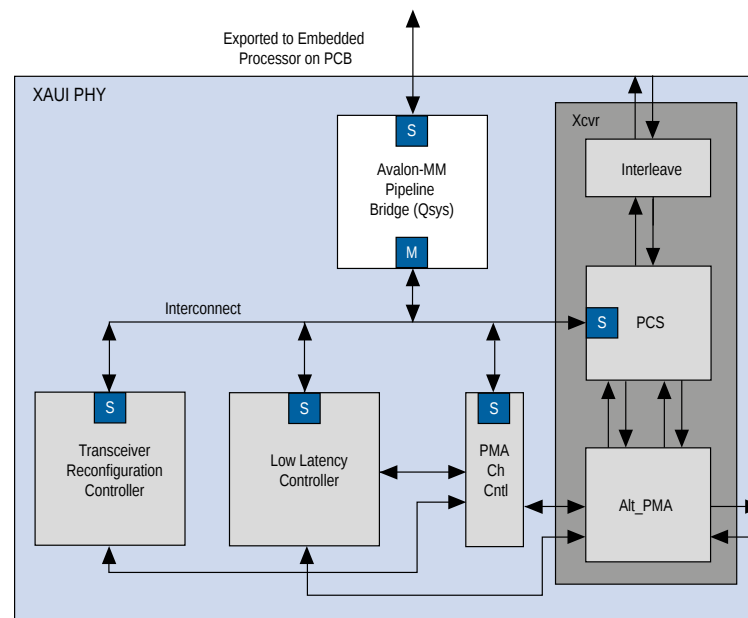 Exported to Embedded
Processor on PCB
XAUI PHY
S
Avalon-MM
Pipeline
Bridge (Qsys)
M
Xcvr
Interleave
Interconnect
S
PCS
S
Transceiver
Reconfiguration
Controller
S
Low Latency
Controller
S
PMA
Ch
Cntl
Alt_PMA